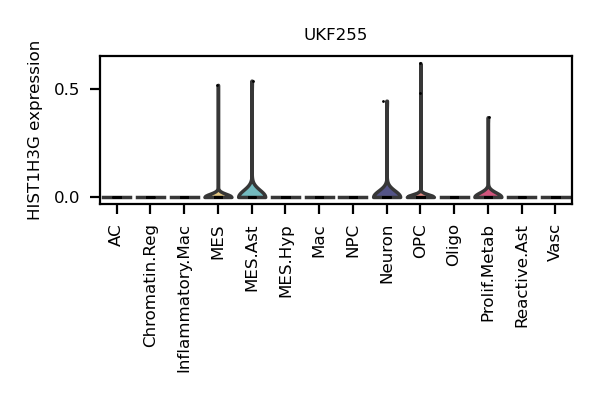 UKF255
HIST1H3G expression
0.5
0.0
AC
Chromatin.Reg
Inflammatory.Mac
MES
MES.Ast
MES.Hyp
Mac
NPC
Neuron
OPC
Oligo
Prolif.Metab
Reactive.Ast
Vasc